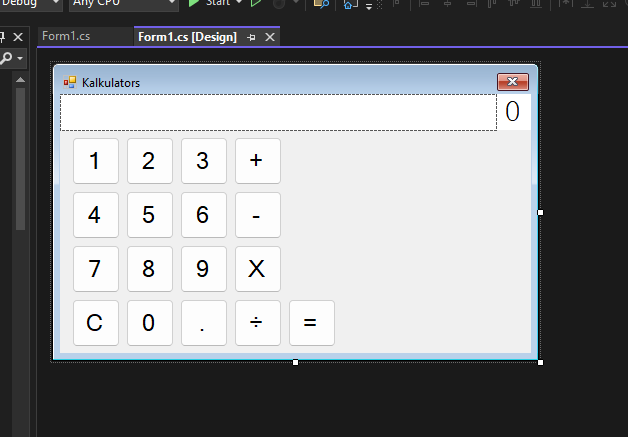 Debug Any CPU Start
Form1.cs Form1.cs [Design]
Kalkulators
0
1 2 3 +
4 5 6 -
7 8 9 X
C 0 . ÷ =